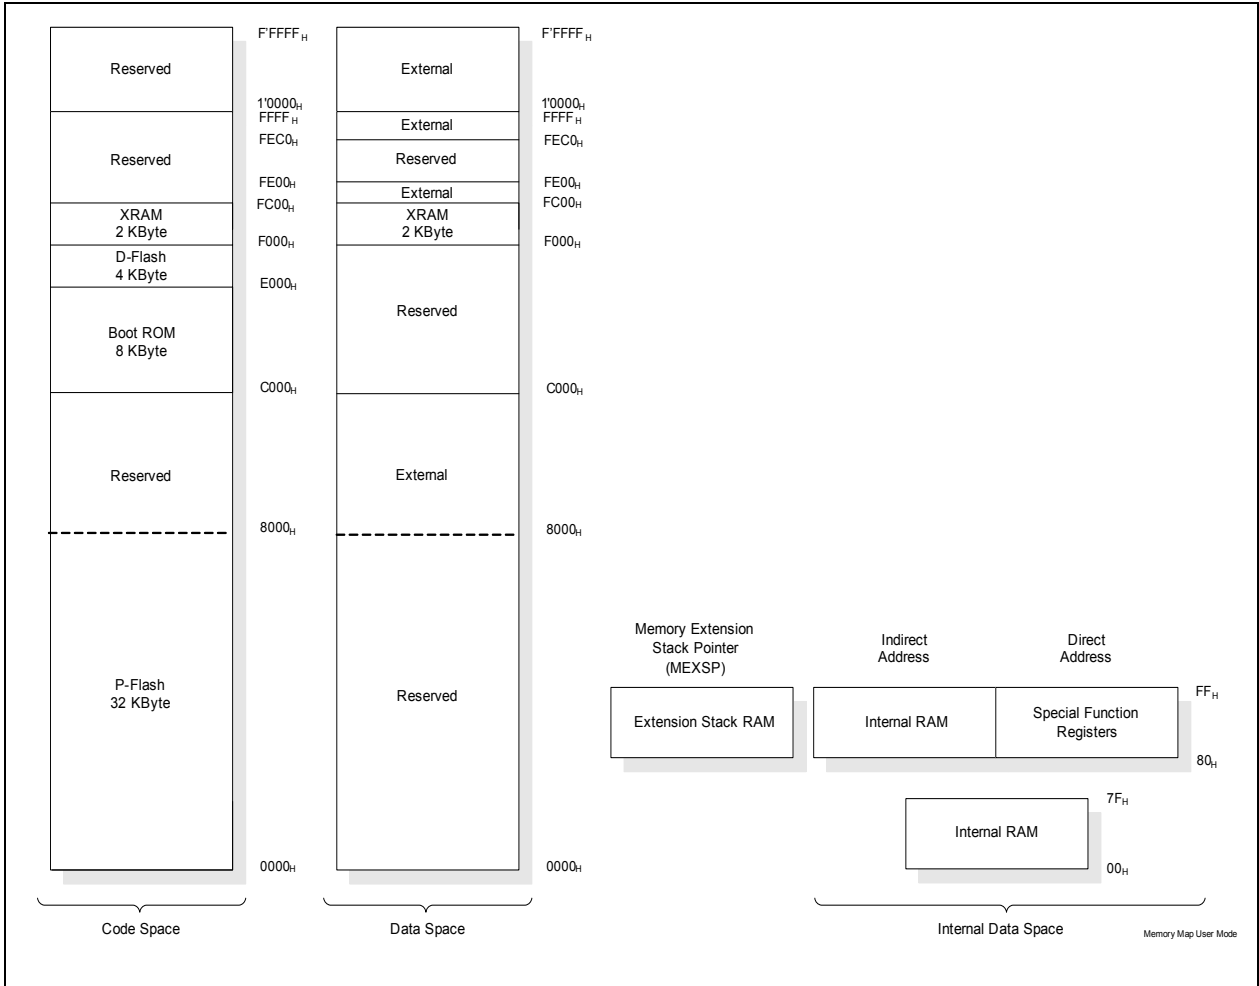 F'FFFFH
Reserved
1'0000H
FFFFH
FEC0H
Reserved
FE00H
FC00H
XRAM
2 KByte
F000H
D-Flash
4 KByte
E000H
Boot ROM
8 KByte
C000H
Reserved
8000H
P-Flash
32 KByte
0000H
Code Space
F'FFFFH
External
1'0000H
FFFFH
External
FEC0H
Reserved
FE00H
External
FC00H
XRAM
2 KByte
F000H
Reserved
C000H
External
8000H
Reserved
0000H
Data Space
Memory Extension
Stack Pointer
(MEXSP)
Extension Stack RAM
Indirect
Address
Direct
Address
FFH
Internal RAM
Special Function
Registers
80H
7FH
Internal RAM
00H
Internal Data Space
Memory Map User Mode